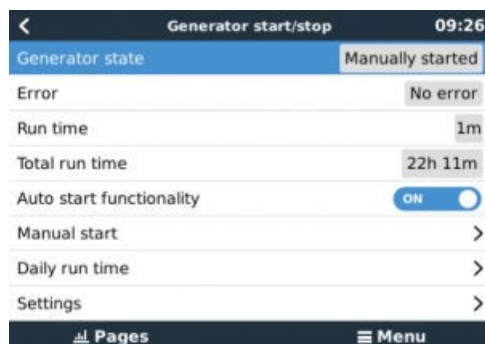 Generator start/stop 09:26
Generator state Manually started
Error No error
Run time 1m
Total run time 22h 11m
Auto start functionality ON
Manual start
Daily run time
Settings
Pages Menu